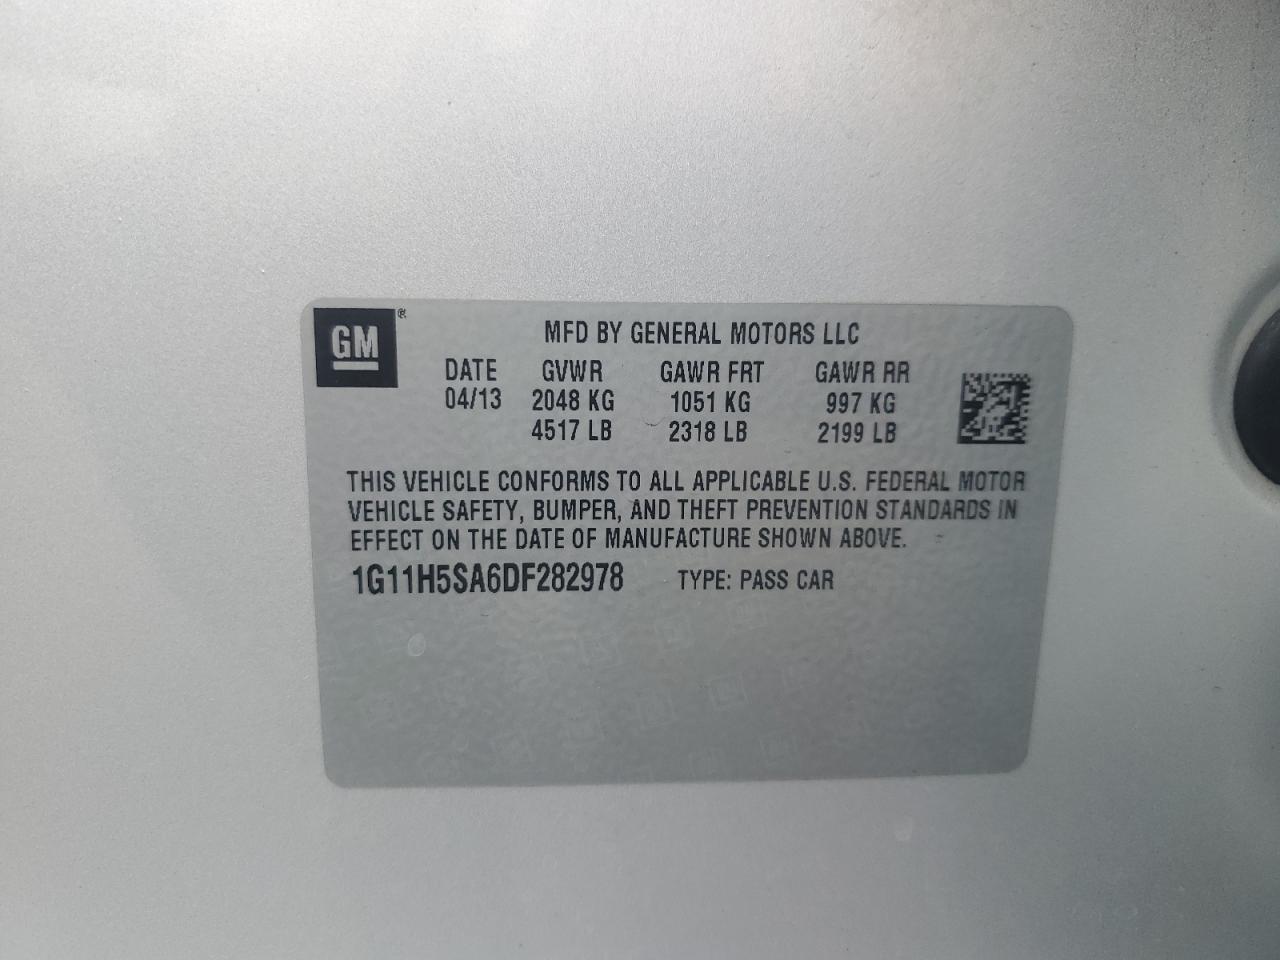 GM®
MFD BY GENERAL MOTORS LLC
DATE GVWR GAWR FRT GAWR RR
04/13 2048 KG 1051 KG 997 KG
4517 LB 2318 LB 2199 LB
THIS VEHICLE CONFORMS TO ALL APPLICABLE U.S. FEDERAL MOTOR
VEHICLE SAFETY, BUMPER, AND THEFT PREVENTION STANDARDS IN
EFFECT ON THE DATE OF MANUFACTURE SHOWN ABOVE.
1G11H5SA6DF282978 TYPE: PASS CAR